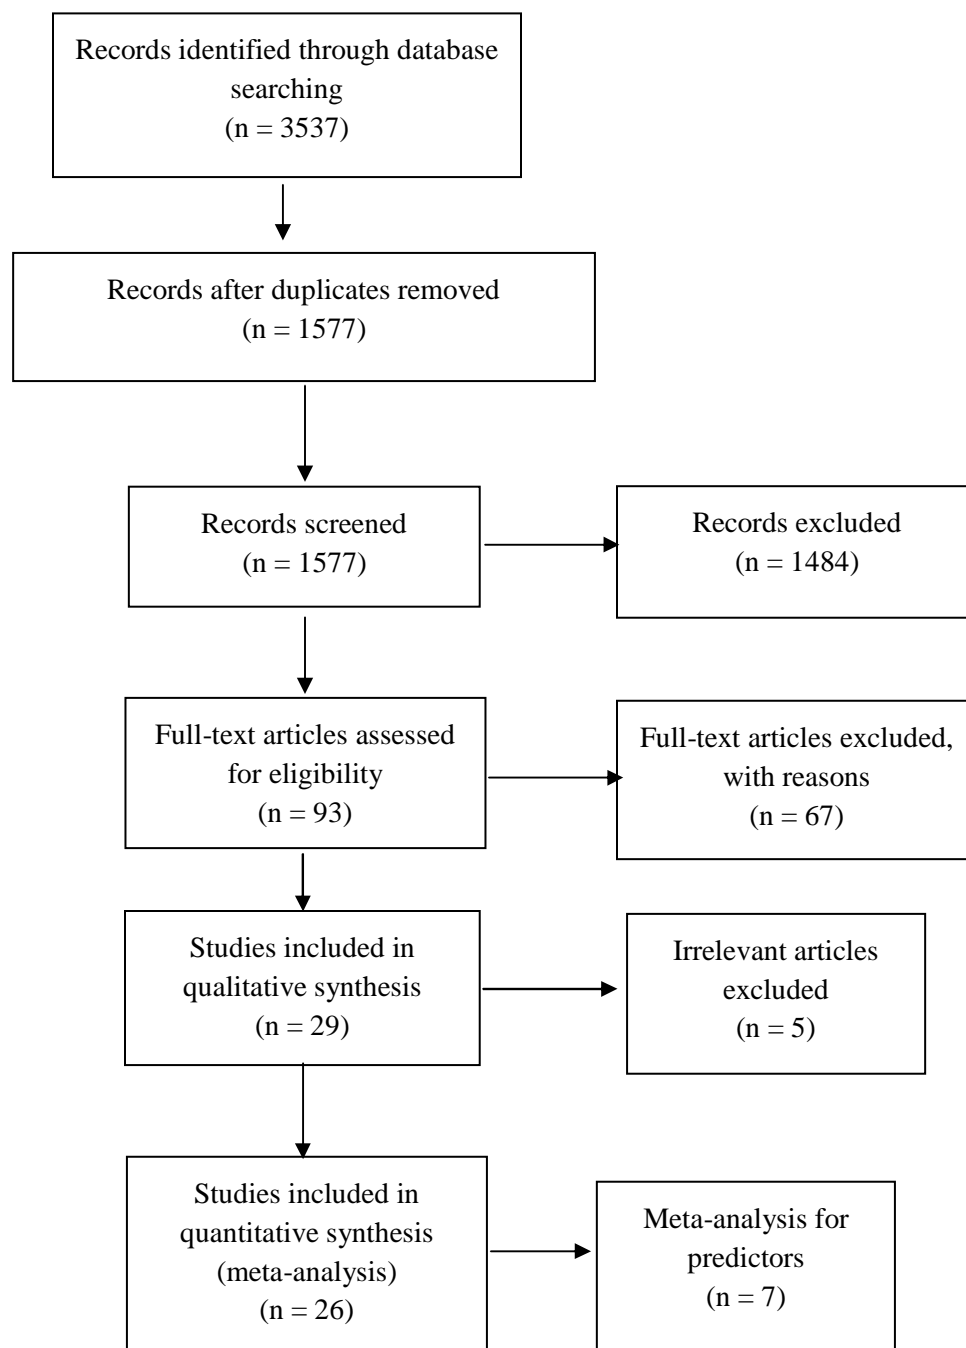 Records identified through database
searching
(n = 3537)
Records after duplicates removed
(n = 1577)
Records screened
(n = 1577)
Records excluded
(n = 1484)
Full-text articles assessed
for eligibility
(n = 93)
Full-text articles excluded,
with reasons
(n = 67)
Studies included in
qualitative synthesis
(n = 29)
Irrelevant articles
excluded
(n = 5)
Studies included in
quantitative synthesis
(meta-analysis)
(n = 26)
Meta-analysis for
predictors
(n = 7)